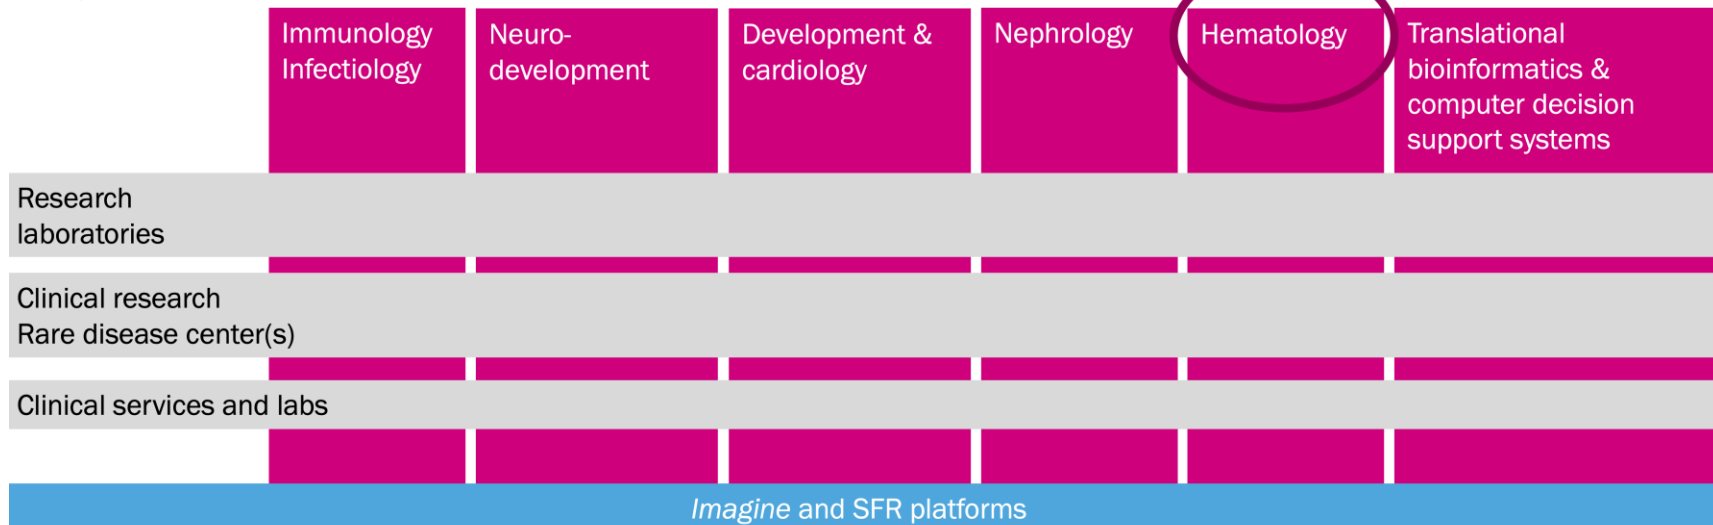 Immunology
Infectiology
Neuro-
development
Development &
cardiology
Nephrology
Hematology
Translational
bioinformatics &
computer decision
support systems
Research
laboratories
Clinical research
Rare disease center(s)
Clinical services and labs
Imagine and SFR platforms